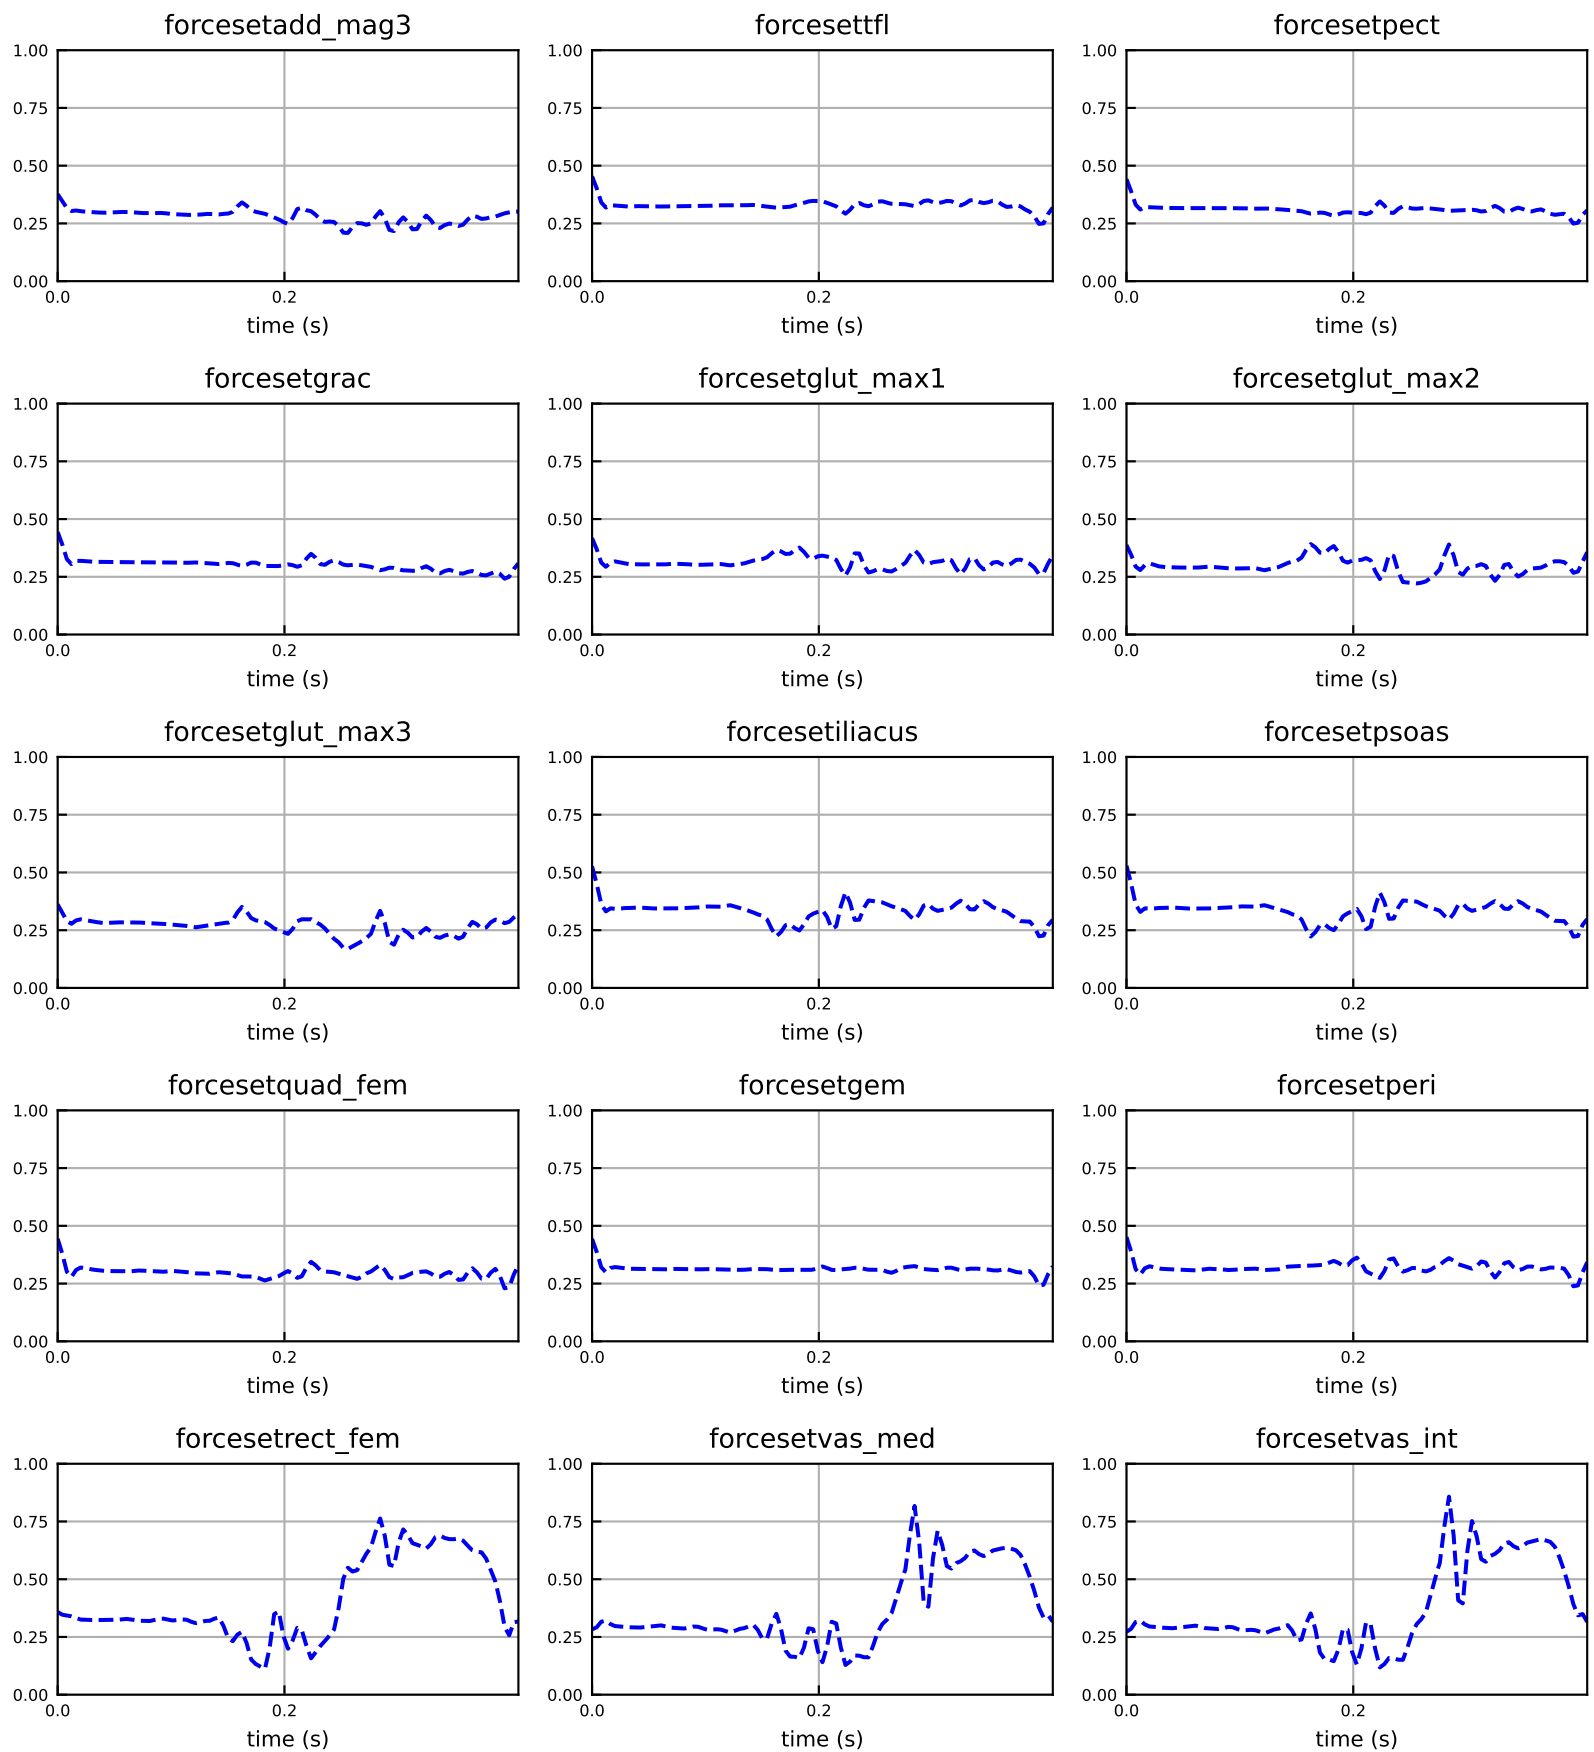 forcesetadd_mag3 forcesettfl forcesetpect
1.00 1.00 1.00
0.75 0.75 0.75
0.50 0.50 0.50
0.25 0.25 0.25
0.00 0.00 0.00
0.0 0.2 0.0 0.2 0.0 0.2
time (s) time (s) time (s)
forcesetgrac forcesetglut_max1 forcesetglut_max2
1.00 1.00 1.00
0.75 0.75 0.75
0.50 0.50 0.50
0.25 0.25 0.25
0.00 0.00 0.00
0.0 0.2 0.0 0.2 0.0 0.2
time (s) time (s) time (s)
forcesetglut_max3 forcesetiliacus forcesetpsoas
1.00 1.00 1.00
0.75 0.75 0.75
0.50 0.50 0.50
0.25 0.25 0.25
0.00 0.00 0.00
0.0 0.2 0.0 0.2 0.0 0.2
time (s) time (s) time (s)
forcesetquad_fem forcesetgem forcesetperi
1.00 1.00 1.00
0.75 0.75 0.75
0.50 0.50 0.50
0.25 0.25 0.25
0.00 0.00 0.00
0.0 0.2 0.0 0.2 0.0 0.2
time (s) time (s) time (s)
forcesetrect_fem forcesetvas_med forcesetvas_int
1.00 1.00 1.00
0.75 0.75 0.75
0.50 0.50 0.50
0.25 0.25 0.25
0.00 0.00 0.00
0.0 0.2 0.0 0.2 0.0 0.2
time (s) time (s) time (s)